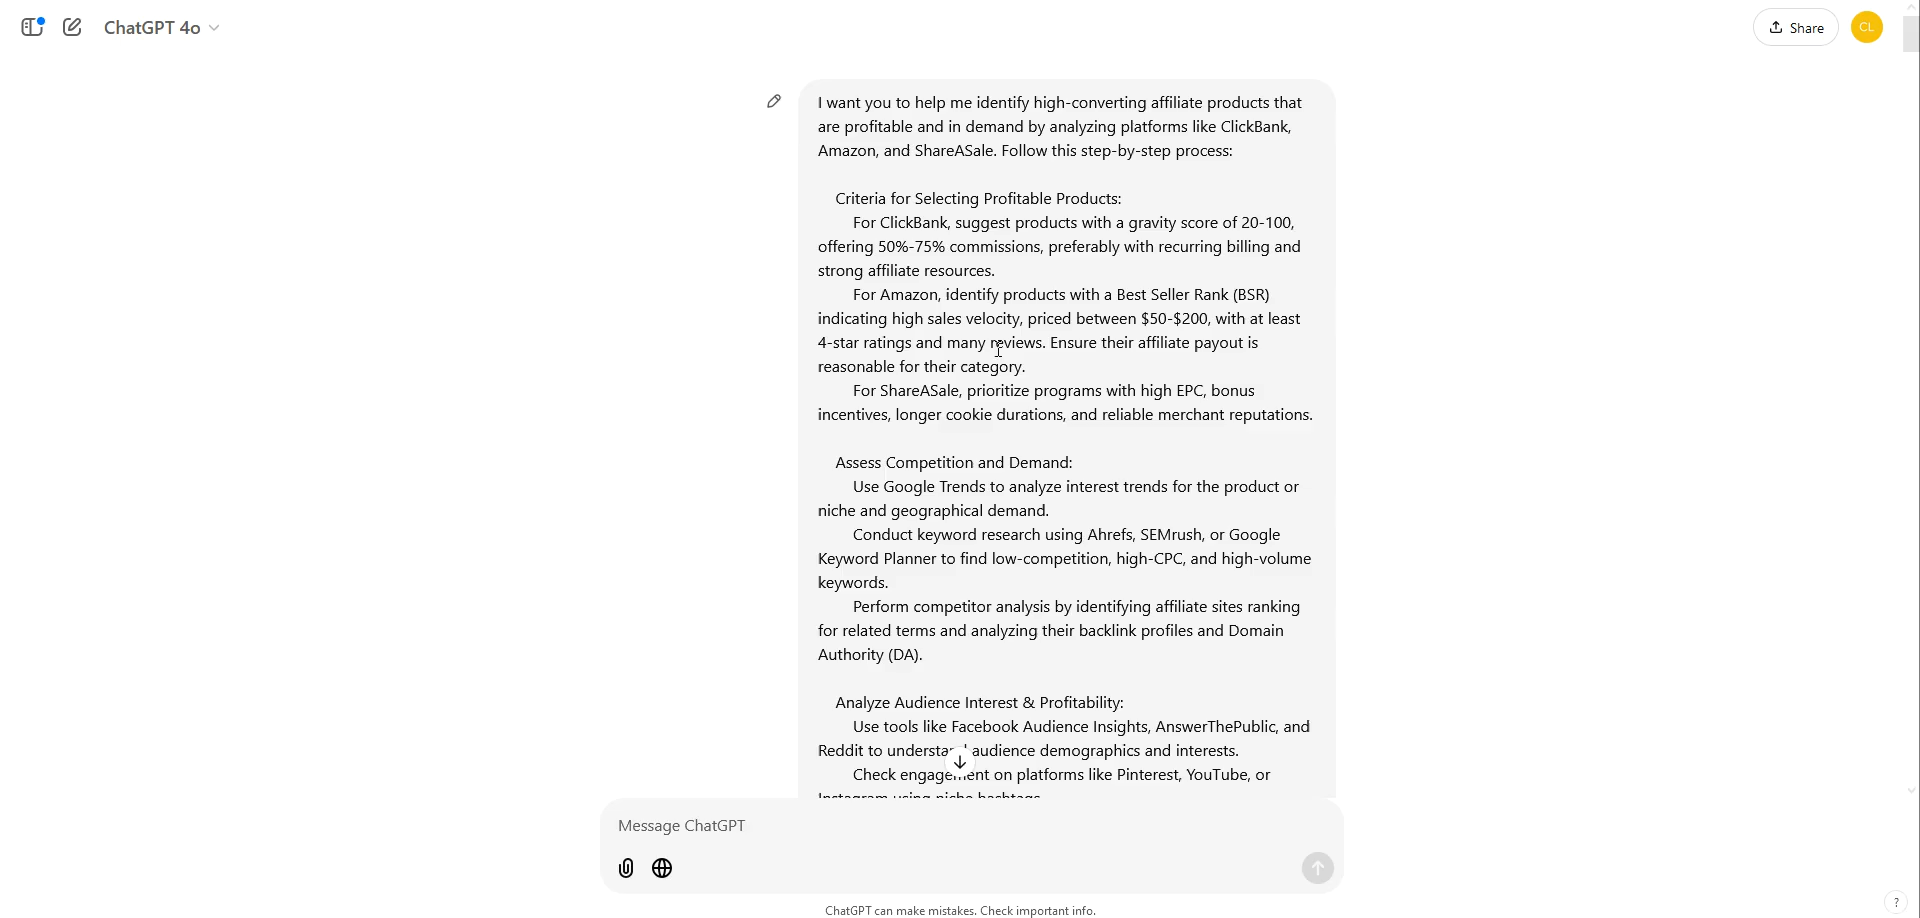 ChatGPT 4o
Share
CL
I want you to help me identify high-converting affiliate products that
are profitable and in demand by analyzing platforms like ClickBank,
Amazon, and ShareASale. Follow this step-by-step process:
Criteria for Selecting Profitable Products:
For ClickBank, suggest products with a gravity score of 20-100,
offering 50%-75% commissions, preferably with recurring billing and
strong affiliate resources.
For Amazon, identify products with a Best Seller Rank (BSR)
indicating high sales velocity, priced between $50-$200, with at least
4-star ratings and many reviews. Ensure their affiliate payout is
reasonable for their category.
For ShareASale, prioritize programs with high EPC, bonus
incentives, longer cookie durations, and reliable merchant reputations.
Assess Competition and Demand:
Use Google Trends to analyze interest trends for the product or
niche and geographical demand.
Conduct keyword research using Ahrefs, SEMrush, or Google
Keyword Planner to find low-competition, high-CPC, and high-volume
keywords.
Perform competitor analysis by identifying affiliate sites ranking
for related terms and analyzing their backlink profiles and Domain
Authority (DA).
Analyze Audience Interest & Profitability:
Use tools like Facebook Audience Insights, AnswerThePublic, and
Reddit to understand audience demographics and interests.
Check engagement on platforms like Pinterest, YouTube, or
Instagram using niche hashtags.
Message ChatGPT
ChatGPT can make mistakes. Check important info.
?